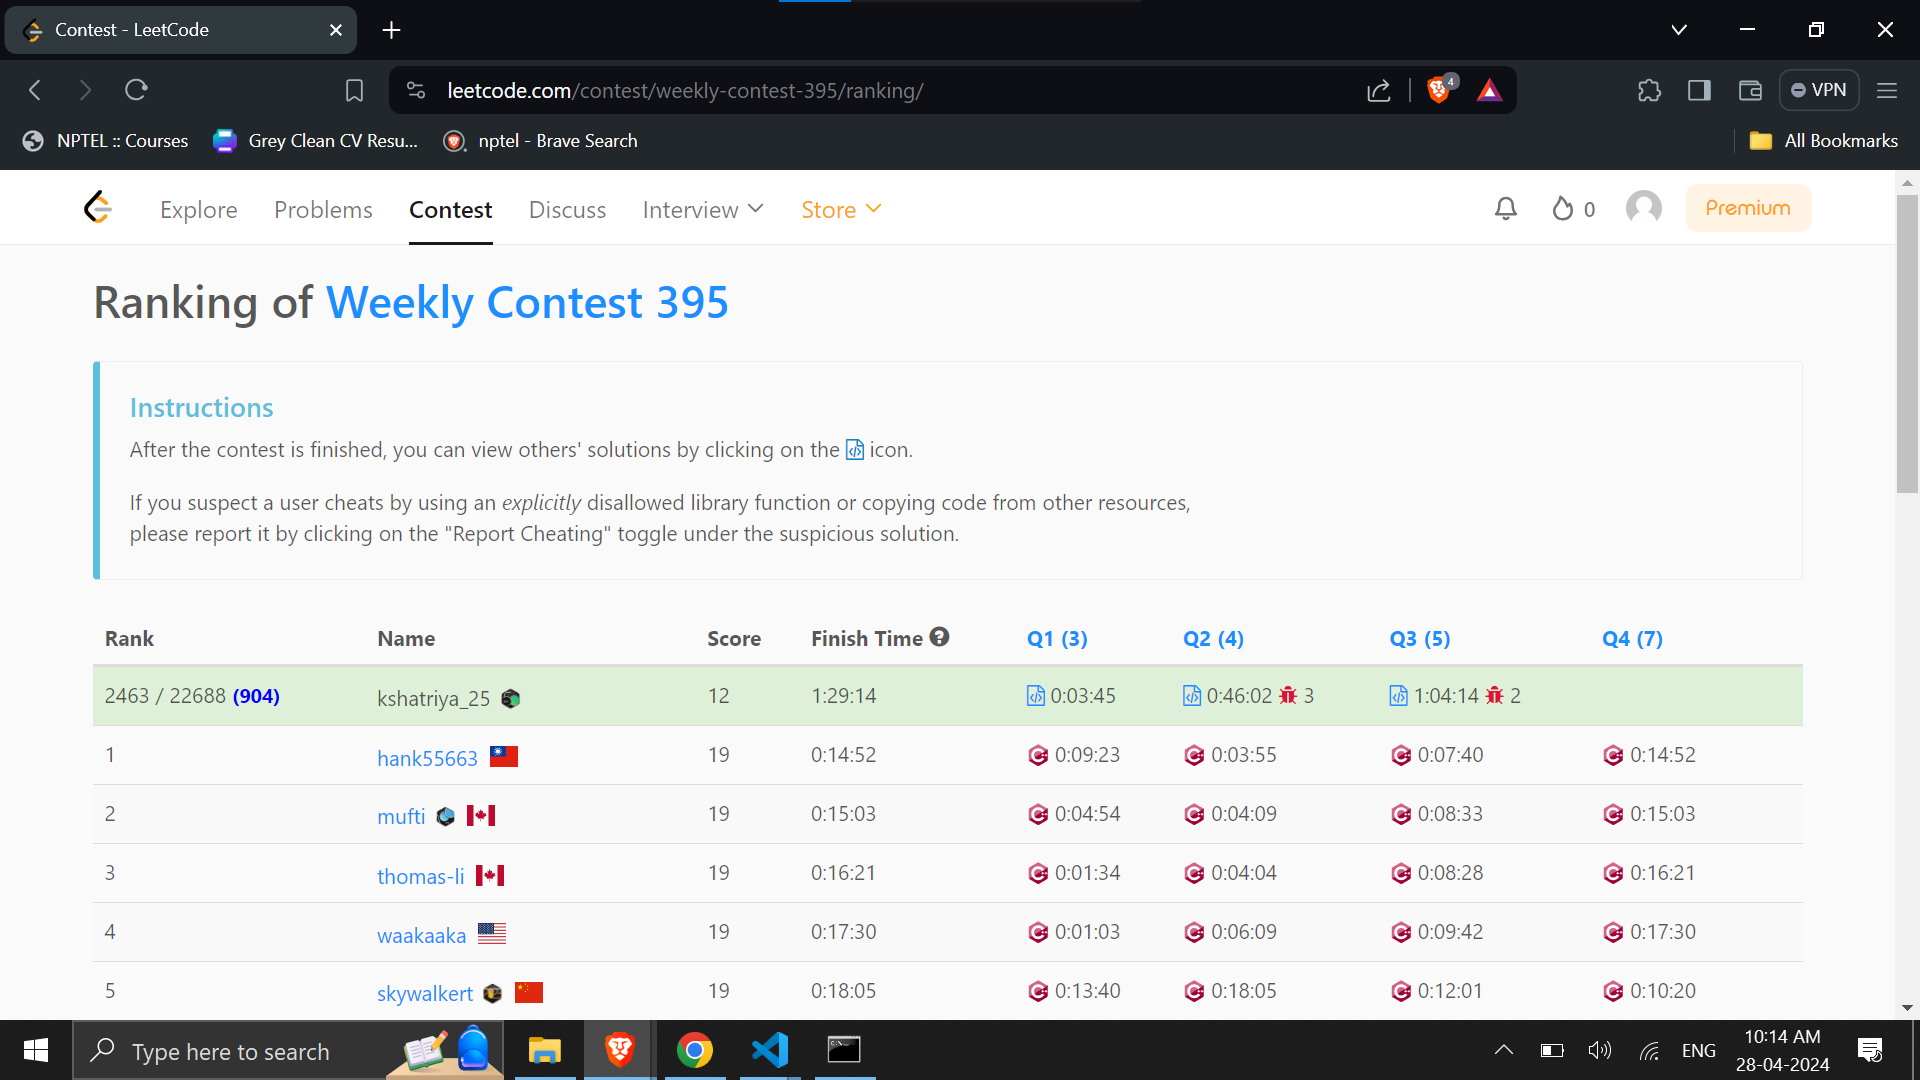 Contest - LeetCode
leetcode.com/contest/weekly-contest-395/ranking/
4
VPN
NPTEL :: Courses
Grey Clean CV Resu...
nptel - Brave Search
All Bookmarks
Explore
Problems
Contest
Discuss
Interview
Store
0
Premium
Ranking of Weekly Contest 395
Instructions
After the contest is finished, you can view others' solutions by clicking on the </> icon.
If you suspect a user cheats by using an explicitly disallowed library function or copying code from other resources,
please report it by clicking on the "Report Cheating" toggle under the suspicious solution.
Rank Name Score Finish Time ? Q1 (3) Q2 (4) Q3 (5) Q4 (7)
2463 / 22688 (904) kshatriya_25 12 1:29:14 0:03:45 0:46:02 3 1:04:14 2
1 hank55663 19 0:14:52 0:09:23 0:03:55 0:07:40 0:14:52
2 mufti 19 0:15:03 0:04:54 0:04:09 0:08:33 0:15:03
3 thomas-li 19 0:16:21 0:01:34 0:04:04 0:08:28 0:16:21
4 waakaaka 19 0:17:30 0:01:03 0:06:09 0:09:42 0:17:30
5 skywalkert 19 0:18:05 0:13:40 0:18:05 0:12:01 0:10:20
Type here to search
ENG
10:14 AM
28-04-2024